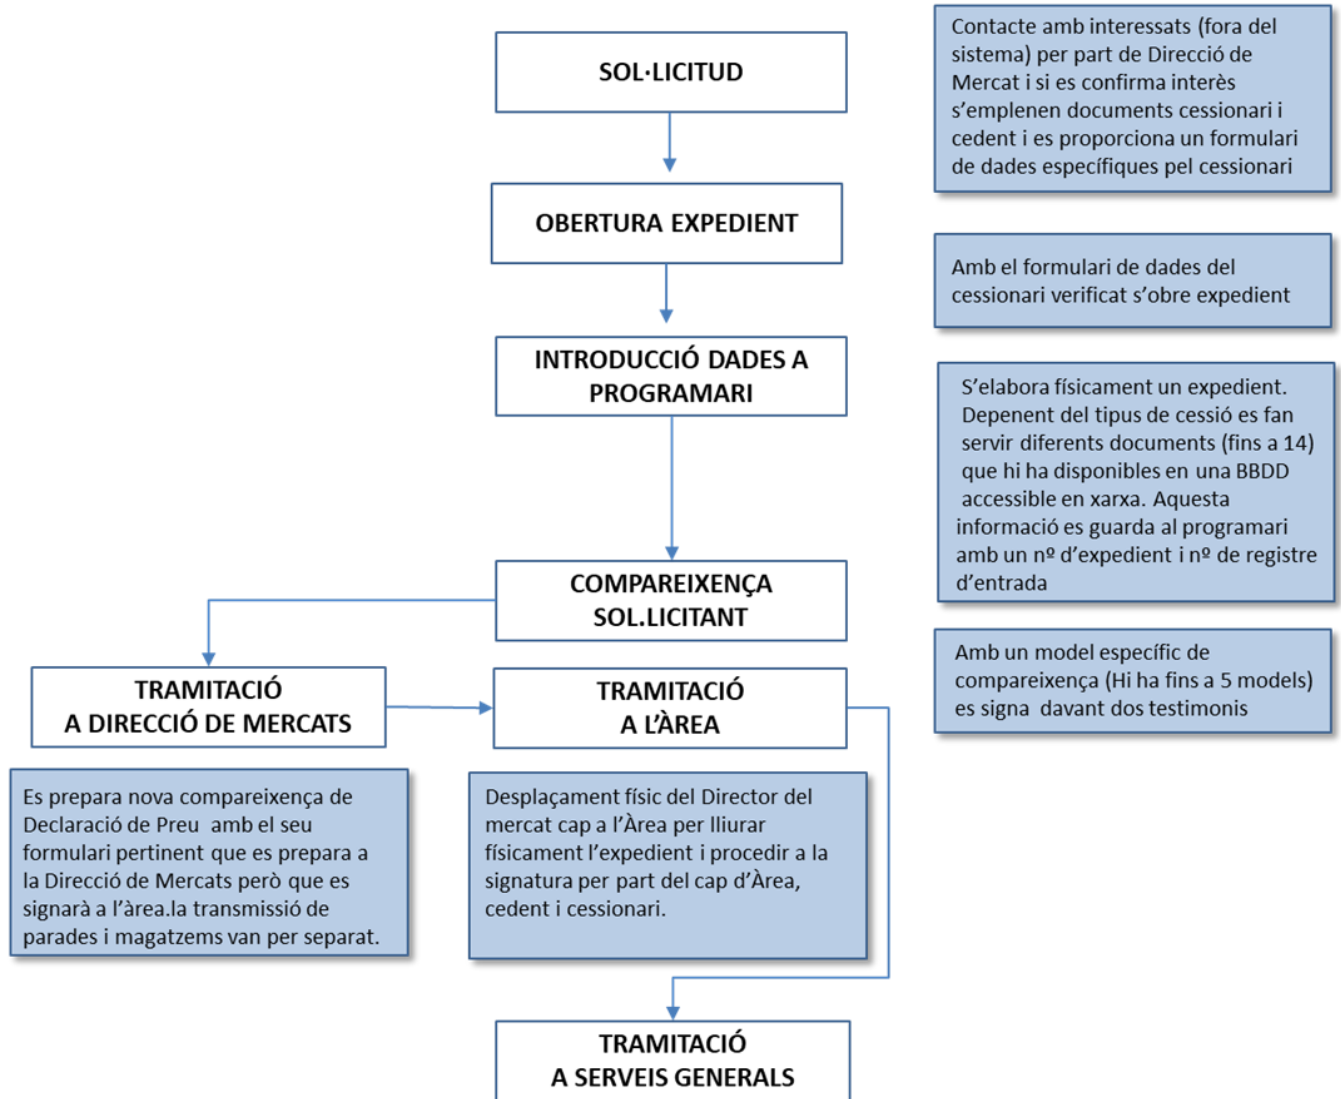 SOL·LICITUD
Contacte amb interessats (fora del
sistema) per part de Direcció de
Mercat i si es confirma interès
s’emplenen documents cessionari i
cedent i es proporciona un formulari
de dades específiques pel cessionari
OBERTURA EXPEDIENT
Amb el formulari de dades del
cessionari verificat s’obre expedient
INTRODUCCIÓ DADES A
PROGRAMARI
S’elabora físicament un expedient.
Depenent del tipus de cessió es fan
servir diferents documents (fins a 14)
que hi ha disponibles en una BBDD
accessible en xarxa. Aquesta
informació es guarda al programari
amb un nº d’expedient i nº de registre
d’entrada
COMPAREIXENÇA
SOL.LICITANT
Amb un model específic de
compareixença (Hi ha fins a 5 models)
es signa davant dos testimonis
TRAMITACIÓ
A DIRECCIÓ DE MERCATS
TRAMITACIÓ
A L’ÀREA
Es prepara nova compareixença de
Declaració de Preu amb el seu
formulari pertinent que es prepara a
la Direcció de Mercats però que es
signarà a l’àrea.la transmissió de
parades i magatzems van per separat.
Desplaçament físic del Director del
mercat cap a l’Àrea per lliurar
físicament l’expedient i procedir a la
signatura per part del cap d’Àrea,
cedent i cessionari.
TRAMITACIÓ
A SERVEIS GENERALS